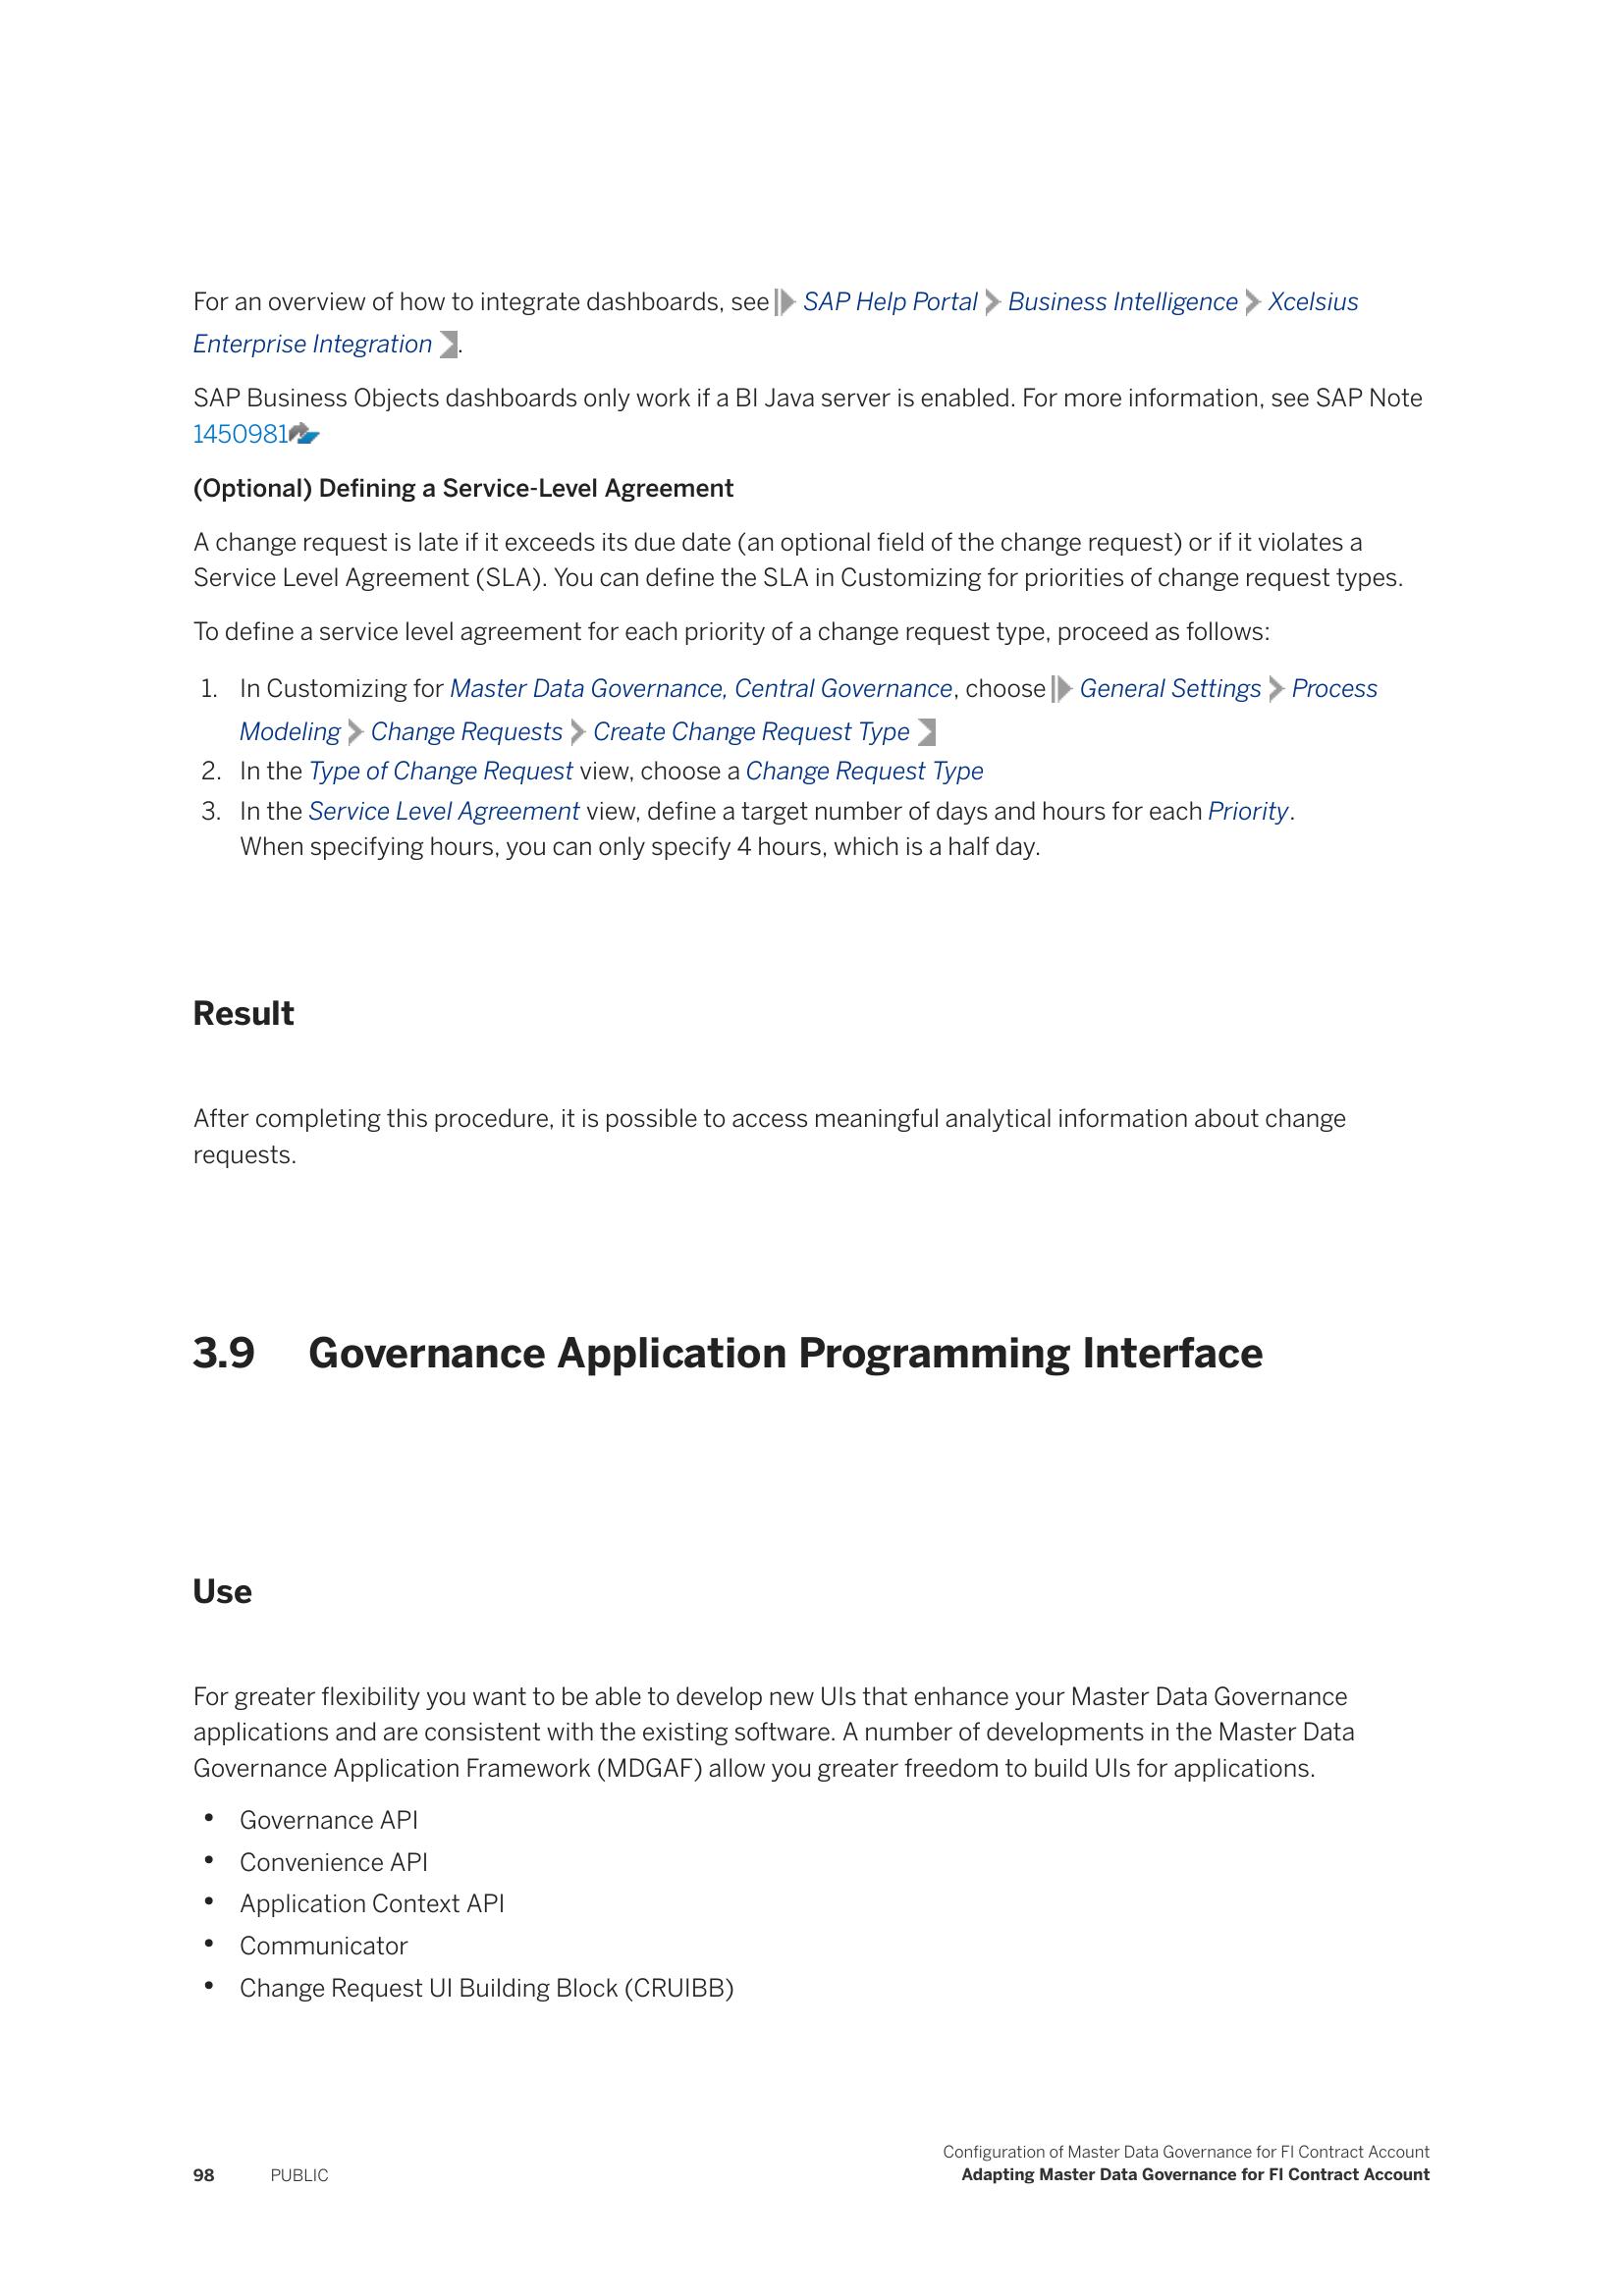 For an overview of how to integrate dashboards, see SAP Help Portal Business Intelligence Xcelsius
Enterprise Integration .
SAP Business Objects dashboards only work if a BI Java server is enabled. For more information, see SAP Note
1450981
(Optional) Defining a Service-Level Agreement
A change request is late if it exceeds its due date (an optional field of the change request) or if it violates a
Service Level Agreement (SLA). You can define the SLA in Customizing for priorities of change request types.
To define a service level agreement for each priority of a change request type, proceed as follows:
1. In Customizing for Master Data Governance, Central Governance, choose General Settings Process
Modeling Change Requests Create Change Request Type
2. In the Type of Change Request view, choose a Change Request Type
3. In the Service Level Agreement view, define a target number of days and hours for each Priority.
When specifying hours, you can only specify 4 hours, which is a half day.
Result
After completing this procedure, it is possible to access meaningful analytical information about change
requests.
3.9 Governance Application Programming Interface
Use
For greater flexibility you want to be able to develop new UIs that enhance your Master Data Governance
applications and are consistent with the existing software. A number of developments in the Master Data
Governance Application Framework (MDGAF) allow you greater freedom to build UIs for applications.
• Governance API
• Convenience API
• Application Context API
• Communicator
• Change Request UI Building Block (CRUIBB)
Configuration of Master Data Governance for FI Contract Account
98 PUBLIC Adapting Master Data Governance for FI Contract Account